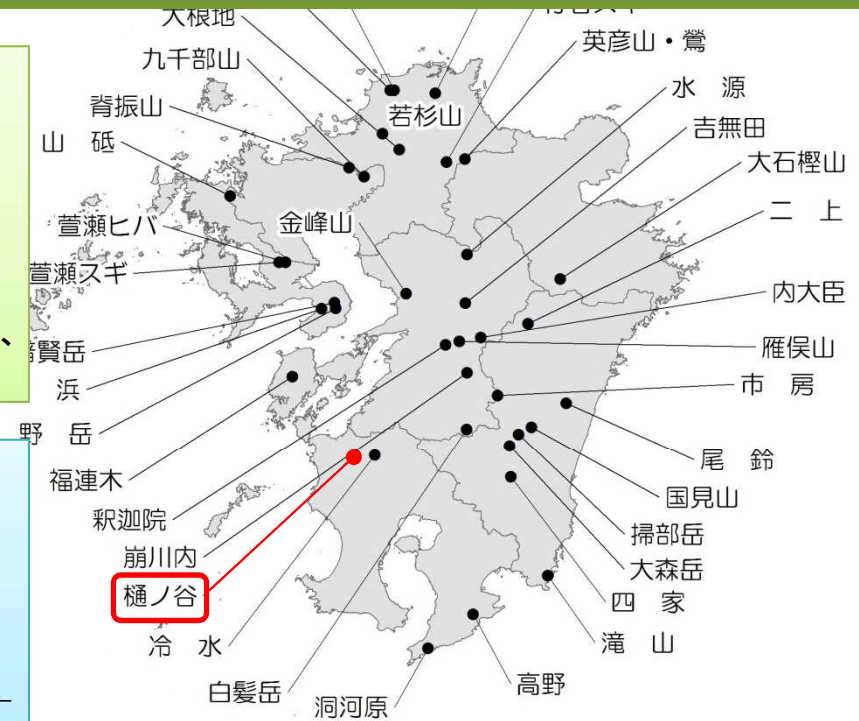 大根地
九千部山
脊振山
山　砥
萱瀬ヒバ
萱瀬スギ
賢岳
浜
野　岳
福連木
釈迦院
崩川内
樋ノ谷
冷　水
白髪岳
洞河原
若杉山
金峰山
英彦山・鶯
水　源
吉無田
大石樫山
二　上
内大臣
雁俣山
市　房
尾　鈴
国見山
掃部岳
大森岳
四　家
滝　山
高野
、